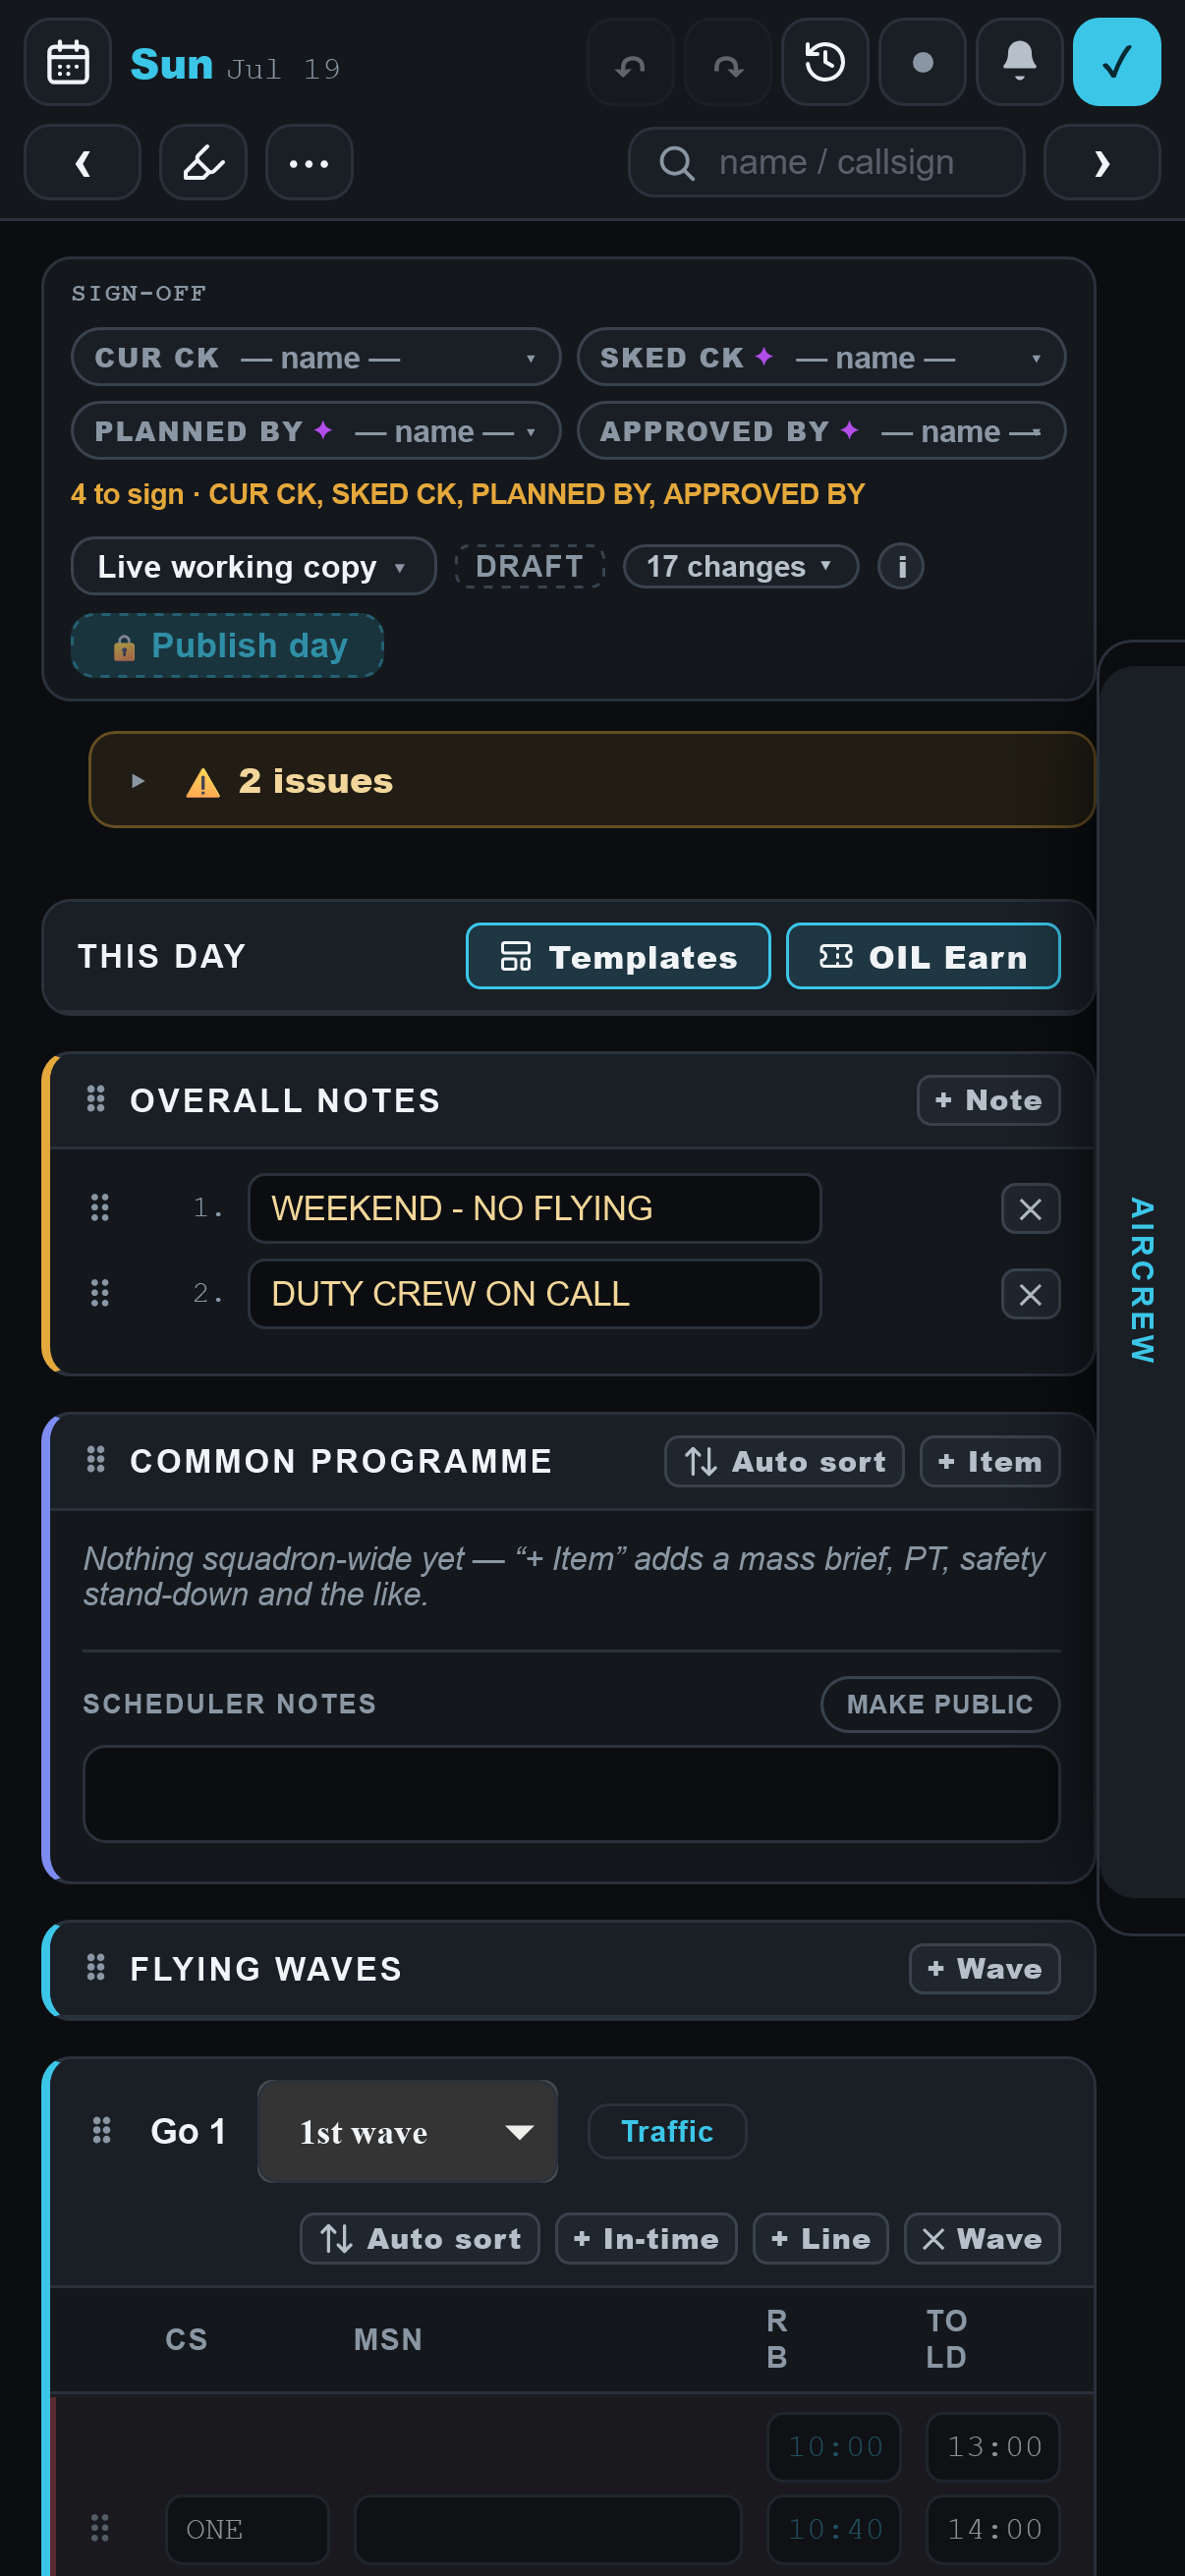 Sun Jul 19
name / callsign
SIGN-OFF
CUR CK — name —
SKED CK — name —
PLANNED BY — name —
APPROVED BY — name —
4 to sign · CUR CK, SKED CK, PLANNED BY, APPROVED BY
Live working copy DRAFT 17 changes i
Publish day
2 issues
THIS DAY Templates OIL Earn
OVERALL NOTES + Note
1. WEEKEND - NO FLYING
2. DUTY CREW ON CALL
AIRCREW
COMMON PROGRAMME Auto sort + Item
Nothing squadron-wide yet — “+ Item” adds a mass brief, PT, safety
stand-down and the like.
SCHEDULER NOTES MAKE PUBLIC
FLYING WAVES + Wave
Go 1 1st wave Traffic
Auto sort + In-time + Line × Wave
CS MSN R B TO LD
10:00 13:00
ONE 10:40 14:00